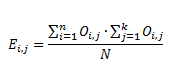 $E_{i,j} = \frac{\sum_{i=1}^{n} O_{i,j} \cdot \sum_{j=1}^{k} O_{i,j}}{N}$